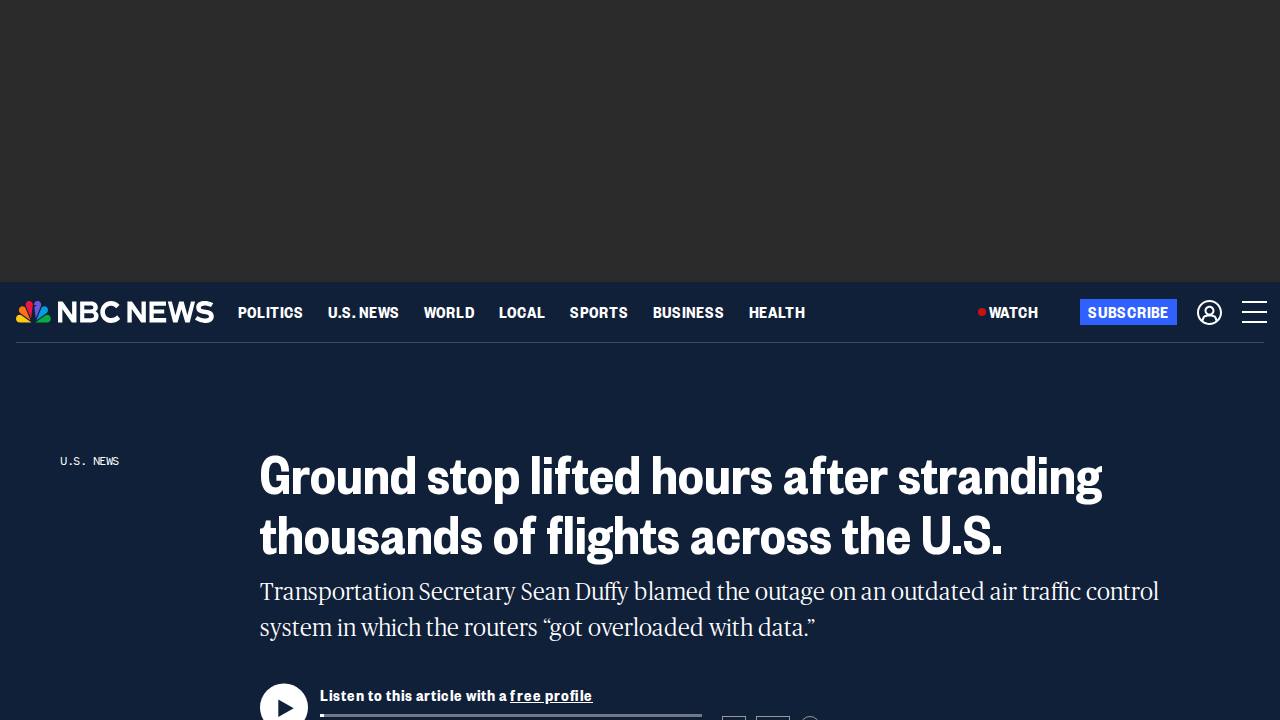 NBC NEWS POLITICS U.S. NEWS WORLD LOCAL SPORTS BUSINESS HEALTH WATCH SUBSCRIBE
U.S. NEWS
Ground stop lifted hours after stranding
thousands of flights across the U.S.
Transportation Secretary Sean Duffy blamed the outage on an outdated air traffic control
system in which the routers “got overloaded with data.”
Listen to this article with a free profile